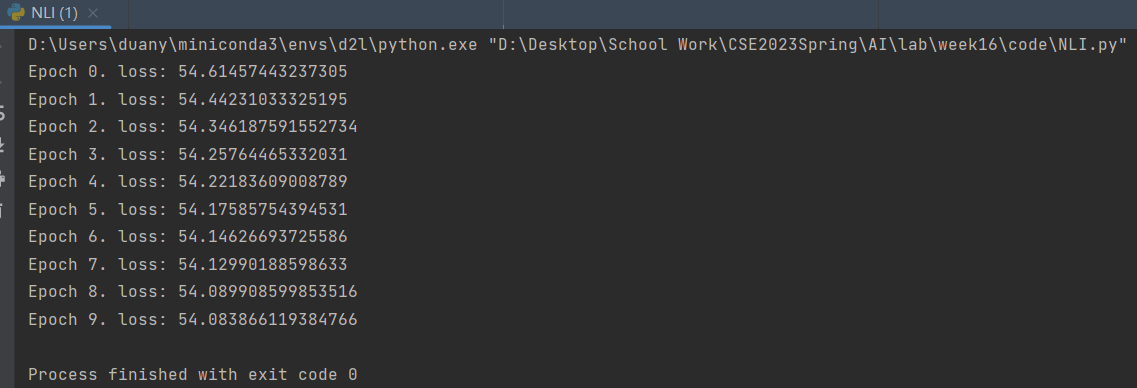 NLI (1)
D:\Users\duany\miniconda3\envs\d2l\python.exe "D:\Desktop\School Work\CSE2023Spring\AI\lab\week16\code\NLI.py"
Epoch 0. loss: 54.61457443237305
Epoch 1. loss: 54.44231033325195
Epoch 2. loss: 54.346187591552734
Epoch 3. loss: 54.25764465332031
Epoch 4. loss: 54.22183609008789
Epoch 5. loss: 54.17585754394531
Epoch 6. loss: 54.14626693725586
Epoch 7. loss: 54.12990188598633
Epoch 8. loss: 54.089908599853516
Epoch 9. loss: 54.083866119384766
Process finished with exit code 0